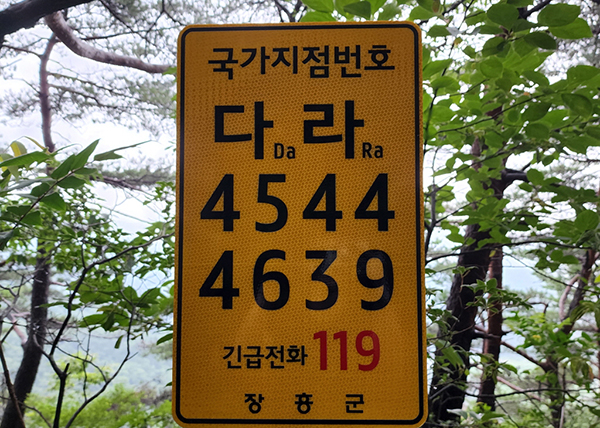 국가지점번호
다Da 라Ra
4544
4639
긴급전화 119
장흥군